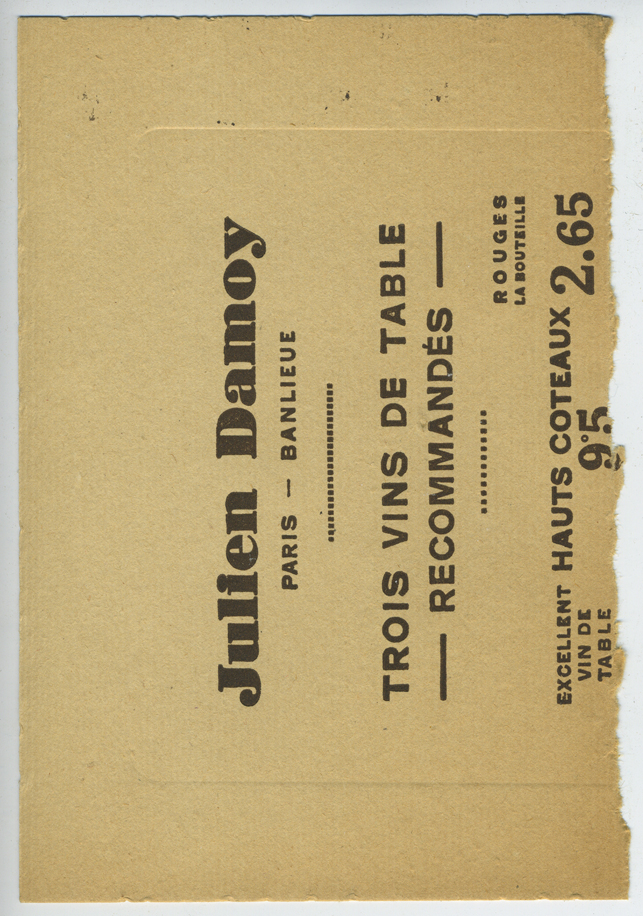 Julien Damoy
PARIS — BANLIEUE
TROIS VINS DE TABLE
— RECOMMANDÉS —
ROUGES
LA BOUTEILLE
EXCELLENT HAUTS COTEAUX 2.65
VIN DE
TABLE 9°5